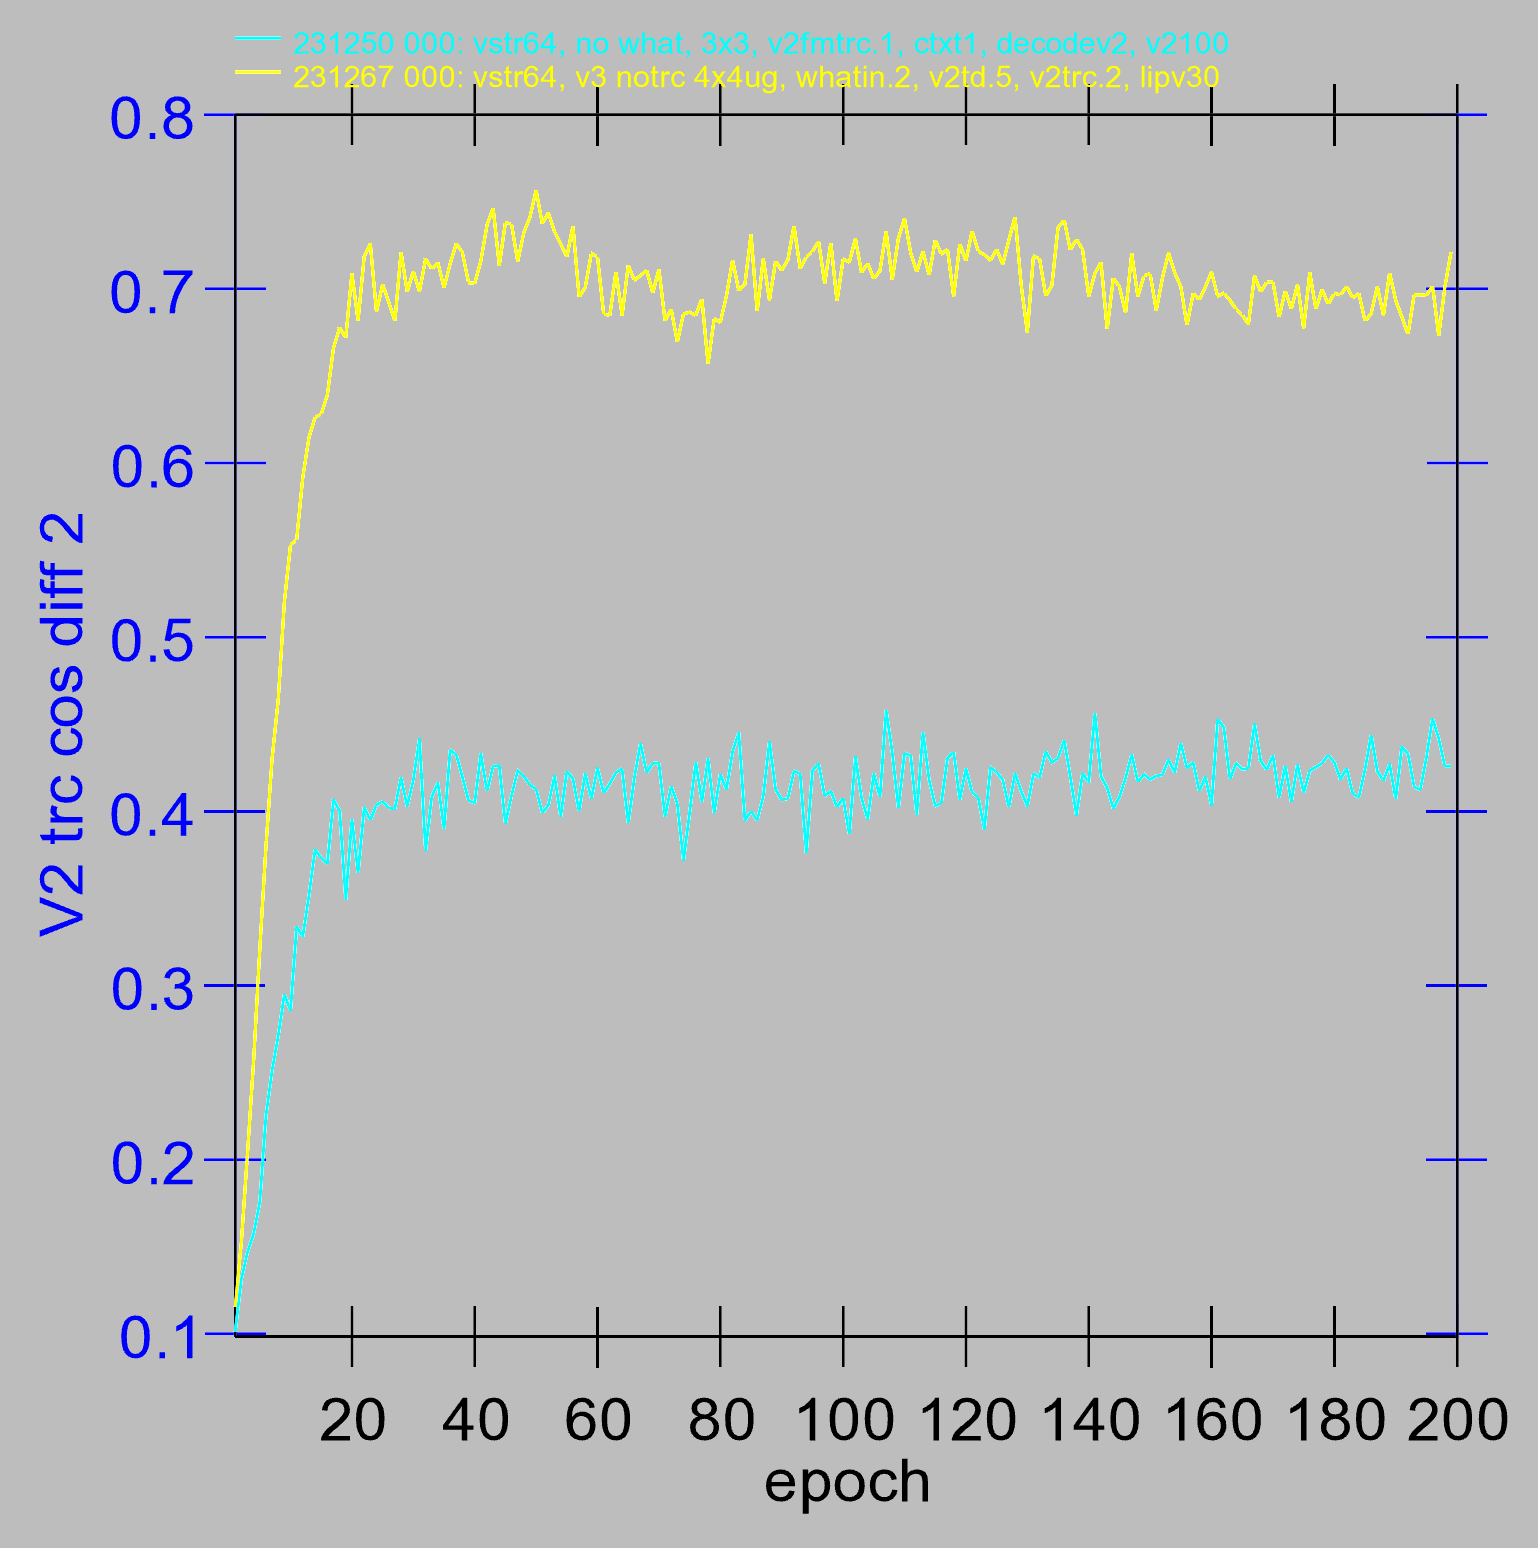 231250 000: vstr64, no what, 3x3, v2fmtrc.1, ctxt1, decodev2, v2100
231267 000: vstr64, v3 notrc 4x4ug, whatin.2, v2td.5, v2trc.2, lipv30
0.8
0.7
0.6
0.5
0.4
0.3
0.2
0.1
V2 trc cos diff 2
20 40 60 80 100 120 140 160 180 200
epoch